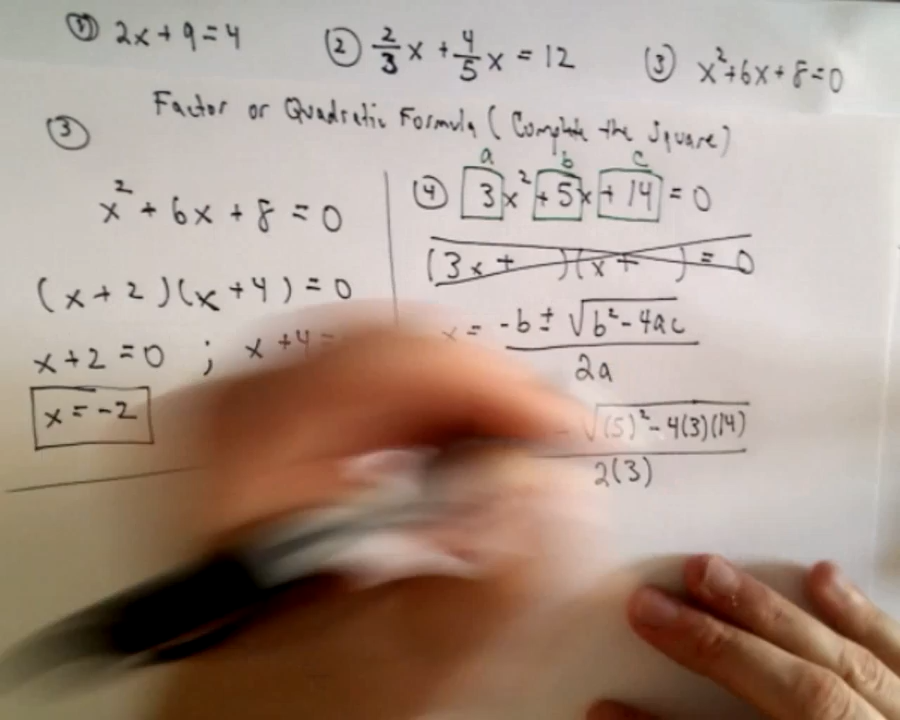 ① 2x + 9 = 4
② 2/3 x + 4/5 x = 12
③ x² + 6x + 8 = 0
Factor or Quadratic Formula (Complete the Square)
③
x² + 6x + 8 = 0
(x + 2)(x + 4) = 0
x + 2 = 0 ; x + 4 =
x = -2
a b c
④ 3x² + 5x + 14 = 0
(3x + )(x + ) = 0
x = -b ± √b² - 4ac
2a
√(5)² - 4(3)(14)
2(3)